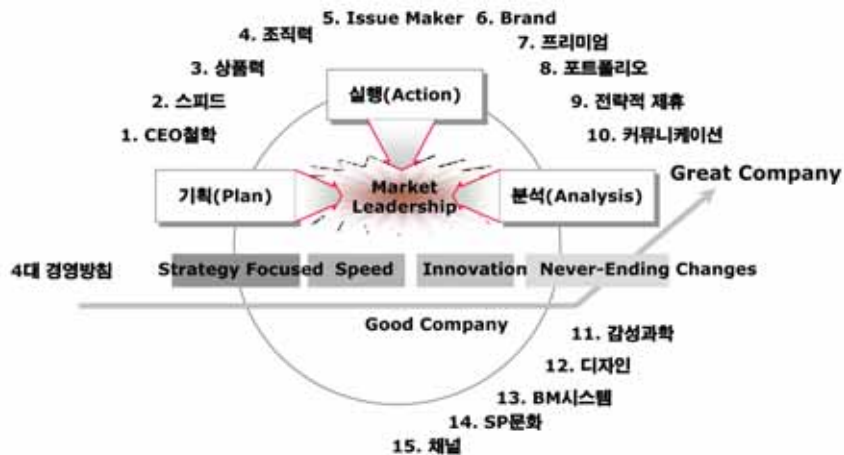 5. Issue Maker 6. Brand
4. 조직력
7. 프리미엄
3. 상품력
8. 포트폴리오
실행(Action)
2. 스피드
9. 전략적 제휴
1. CEO철학
10. 커뮤니케이션
Great Company
기획(Plan)
Market
Leadership
분석(Analysis)
4대 경영방침
Strategy Focused
Speed
Innovation
Never-Ending Changes
Good Company
11. 감성과학
12. 디자인
13. BM시스템
14. SP문화
15. 채널